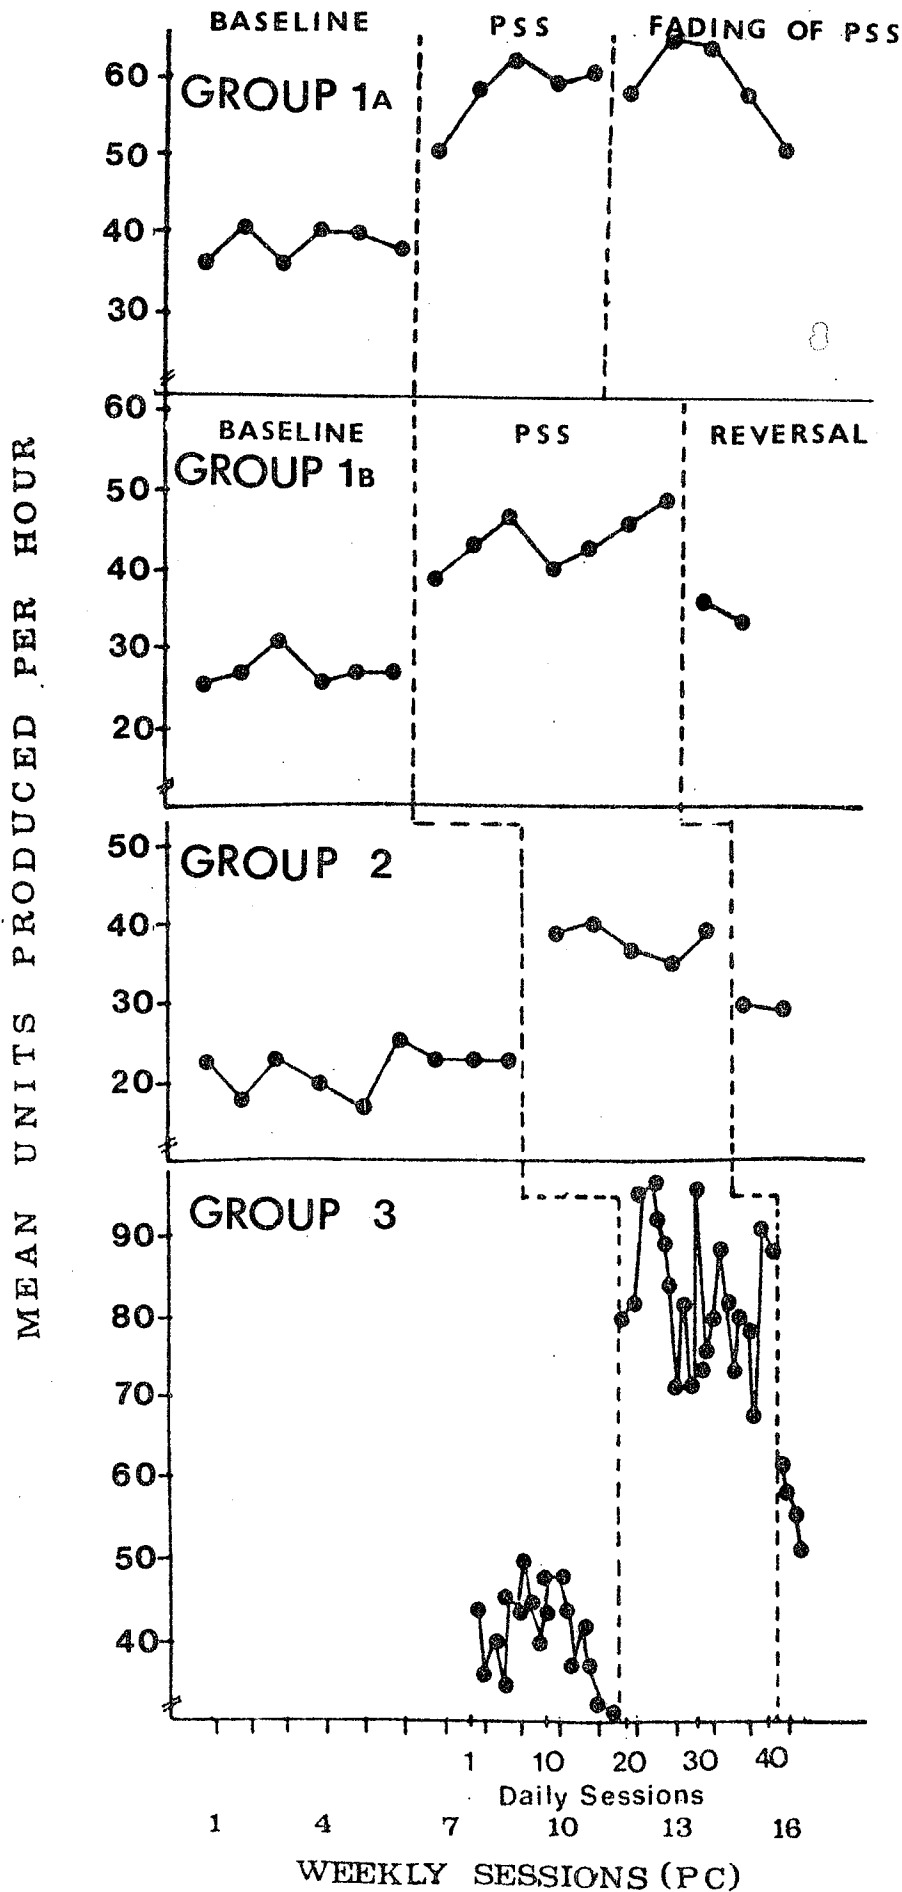 BASELINE PSS FADING OF PSS
60
GROUP 1A
50
40
30
60
BASELINE PSS REVERSAL
GROUP 1B
50
40
30
20
50
GROUP 2
40
30
20
GROUP 3
90
80
70
60
50
40
MEAN UNITS PRODUCED PER HOUR
1 10 20 30 40
Daily Sessions
1 4 7 10 13 16
WEEKLY SESSIONS (PC)